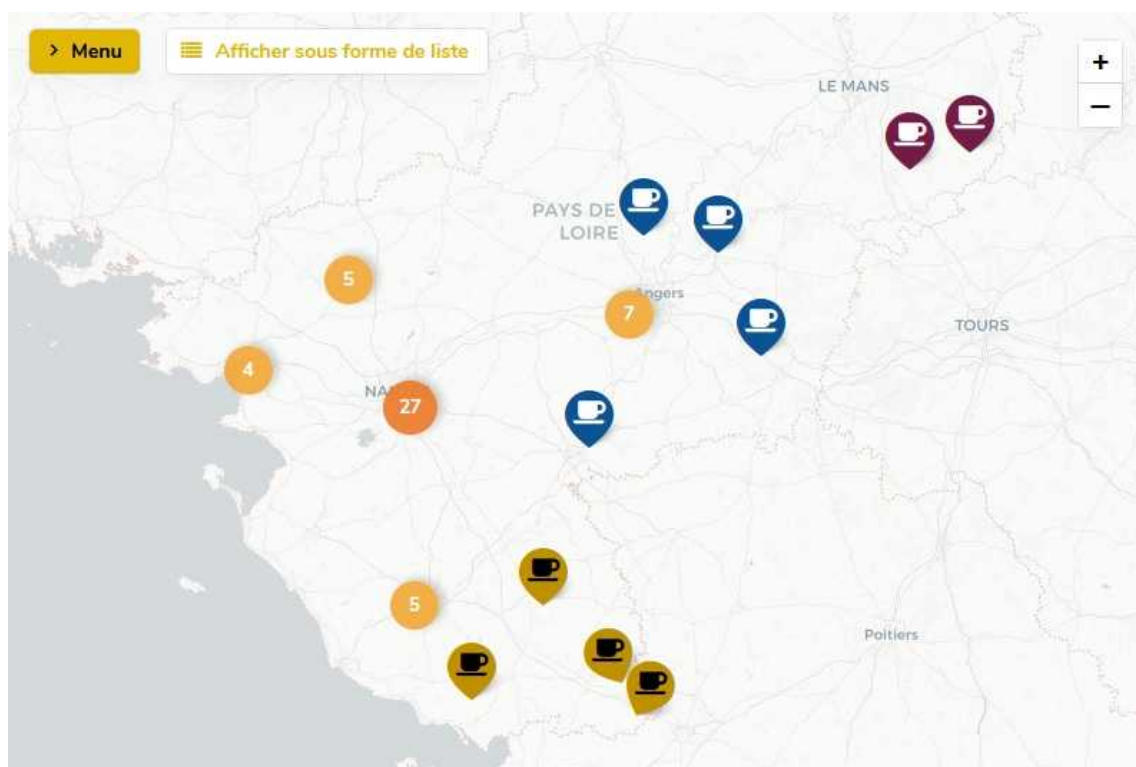 Menu
Afficher sous forme de liste
+
LE MANS
−
PAYS DE
LOIRE
5
Angers
7
TOURS
4
27
5
Poitiers